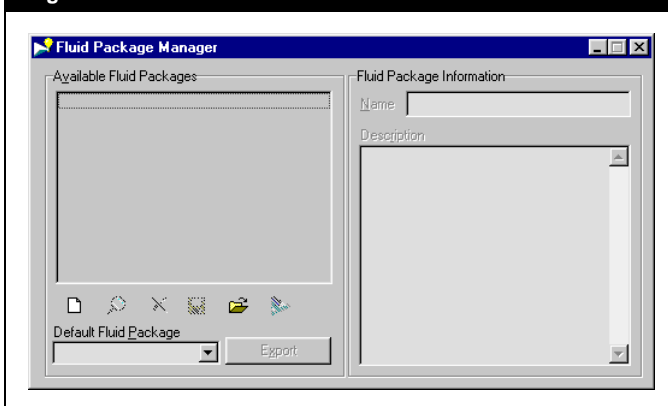 Fluid Package Manager
Available Fluid Packages
Default Fluid Package
Export
Fluid Package Information
Name
Description